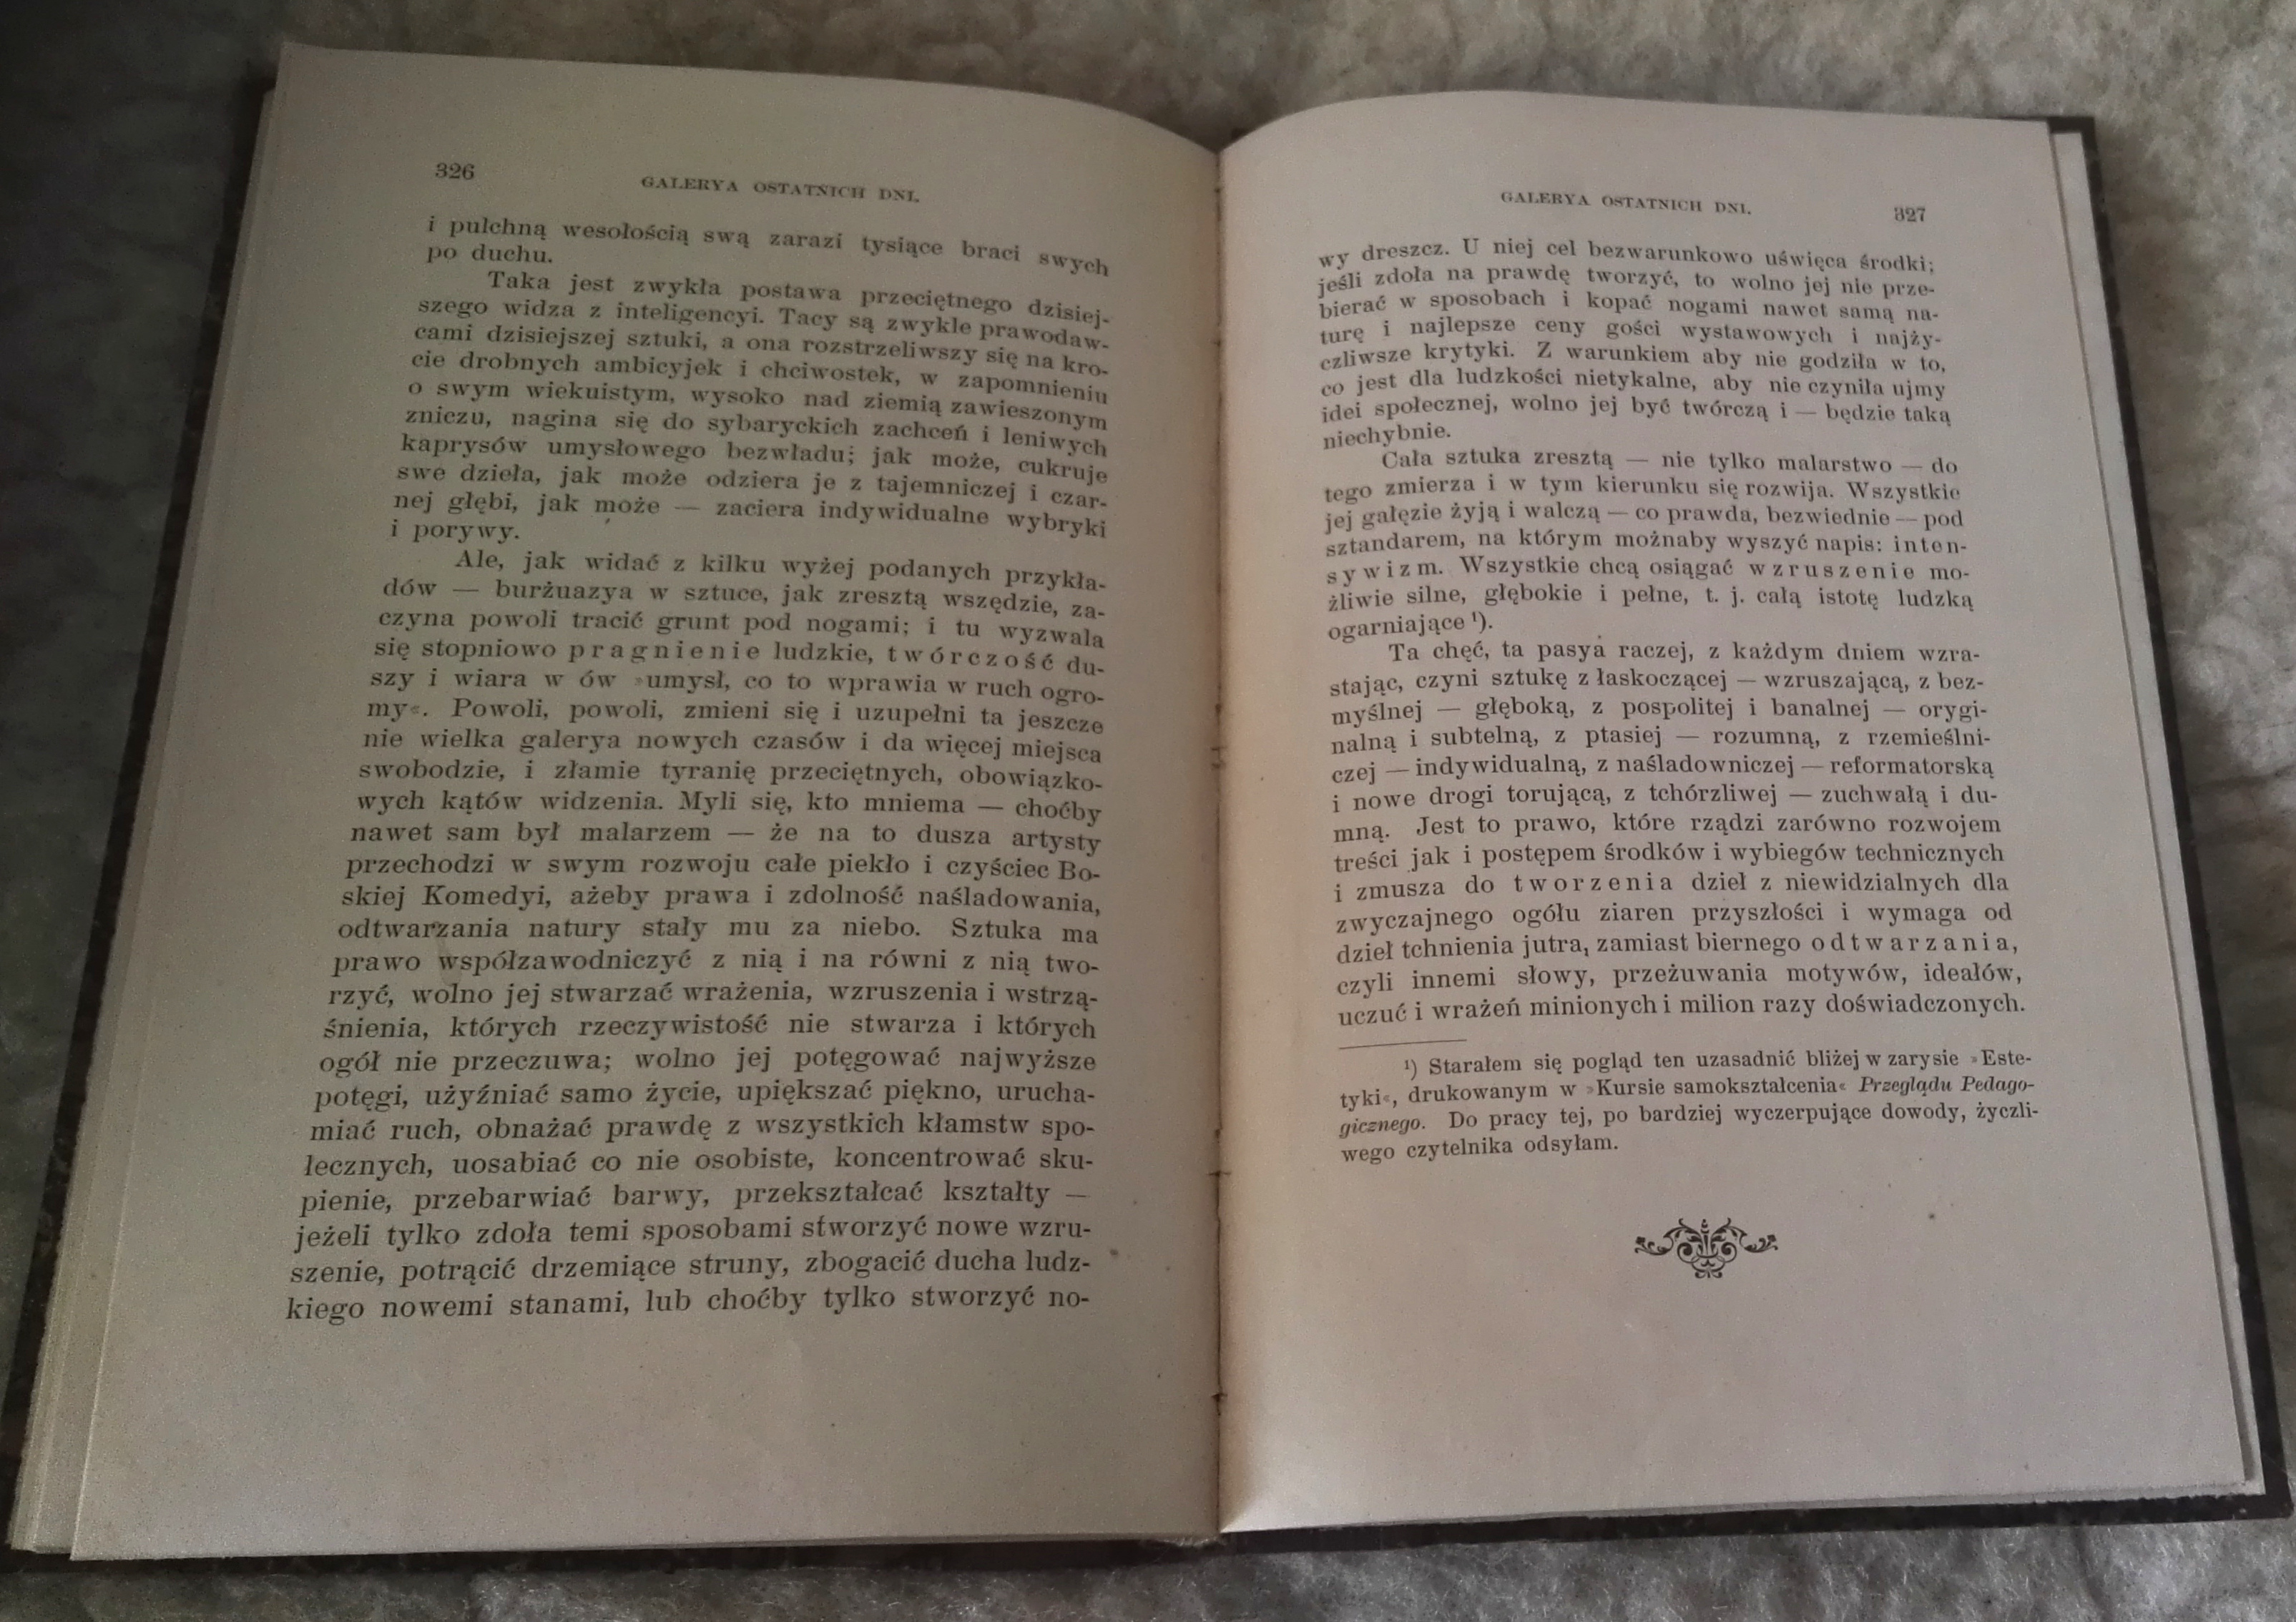 326
GALERYA OSTATNICH DNI.
i pulchną wesołością swą zarazi tysiące braci swych
po duchu.
Taka jest zwykła postawa przeciętnego dzisiej-
szego widza z inteligencyi. Tacy są zwykle prawodaw-
cami dzisiejszej sztuki, a ona rozstrzeliwszy się na kro-
cie drobnych ambicyjek i chciwostek, w zapomnieniu
o swym wiekuistym, wysoko nad ziemią zawieszonym
zniczu, nagina się do sybaryckich zachceń i leniwych
kaprysów umysłowego bezwładu; jak może, cukruje
swe dzieła, jak może odziera je z tajemniczej i czar-
nej głębi, jak może — zaciera indywidualne wybryki
i porywy.
Ale, jak widać z kilku wyżej podanych przykła-
dów — burżuazya w sztuce, jak zresztą wszędzie, za-
czyna powoli tracić grunt pod nogami; i tu wyzwala
się stopniowo pragnienie ludzkie, twórczość du-
szy i wiara w ów »umysł, co to wprawia w ruch ogro-
my«. Powoli, powoli, zmieni się i uzupełni ta jeszcze
nie wielka galerya nowych czasów i da więcej miejsca
swobodzie, i złamie tyranię przeciętnych, obowiązko-
wych kątów widzenia. Myli się, kto mniema — choćby
nawet sam był malarzem — że na to dusza artysty
przechodzi w swym rozwoju całe piekło i czyściec Bo-
skiej Komedyi, ażeby prawa i zdolność naśladowania,
odtwarzania natury stały mu za niebo. Sztuka ma
prawo współzawodniczyć z nią i na równi z nią two-
rzyć, wolno jej stwarzać wrażenia, wzruszenia i wstrzą-
śnienia, których rzeczywistość nie stwarza i których
ogół nie przeczuwa; wolno jej potęgować najwyższe
potęgi, użyźniać samo życie, upiększać piękno, urucha-
miać ruch, obnażać prawdę z wszystkich kłamstw spo-
łecznych, uosabiać co nie osobiste, koncentrować sku-
pienie, przebarwiać barwy, przekształcać kształty —
jeżeli tylko zdoła temi sposobami stworzyć nowe wzru-
szenie, potrącić drzemiące struny, zbogacić ducha ludz-
kiego nowemi stanami, lub choćby tylko stworzyć no-
GALERYA OSTATNICH DNI.
327
wy dreszcz. U niej cel bezwarunkowo uświęca środki;
jeśli zdoła na prawdę tworzyć, to wolno jej nie prze-
bierać w sposobach i kopać nogami nawet samą na-
turę i najlepsze ceny gości wystawowych i najży-
czliwsze krytyki. Z warunkiem aby nie godziła w to,
co jest dla ludzkości nietykalne, aby nie czyniła ujmy
idei społecznej, wolno jej być twórczą i — będzie taką
niechybnie.
Cała sztuka zresztą — nie tylko malarstwo — do
tego zmierza i w tym kierunku się rozwija. Wszystkie
jej gałęzie żyją i walczą — co prawda, bezwiednie — pod
sztandarem, na którym możnaby wyszyć napis: inten-
sywizm. Wszystkie chcą osiągać wzruszenie mo-
żliwie silne, głębokie i pełne, t. j. całą istotę ludzką
ogarniające ¹).
Ta chęć, ta pasya raczej, z każdym dniem wzra-
stając, czyni sztukę z łaskoczącej — wzruszającą, z bez-
myślnej — głęboką, z pospolitej i banalnej — orygi-
nalną i subtelną, z ptasiej — rozumną, z rzemieślni-
czej — indywidualną, z naśladowniczej — reformatorską
i nowe drogi torującą, z tchórzliwej — zuchwałą i du-
mną. Jest to prawo, które rządzi zarówno rozwojem
treści jak i postępem środków i wybiegów technicznych
i zmusza do tworzenia dzieł z niewidzialnych dla
zwyczajnego ogółu ziaren przyszłości i wymaga od
dzieł tchnienia jutra, zamiast biernego odtwarzania,
czyli innemi słowy, przeżuwania motywów, ideałów,
uczuć i wrażeń minionych i milion razy doświadczonych.
¹) Starałem się pogląd ten uzasadnić bliżej w zarysie »Este-
tyki«, drukowanym w »Kursie samokształcenia« Przeglądu Pedago-
gicznego. Do pracy tej, po bardziej wyczerpujące dowody, życzli-
wego czytelnika odsyłam.